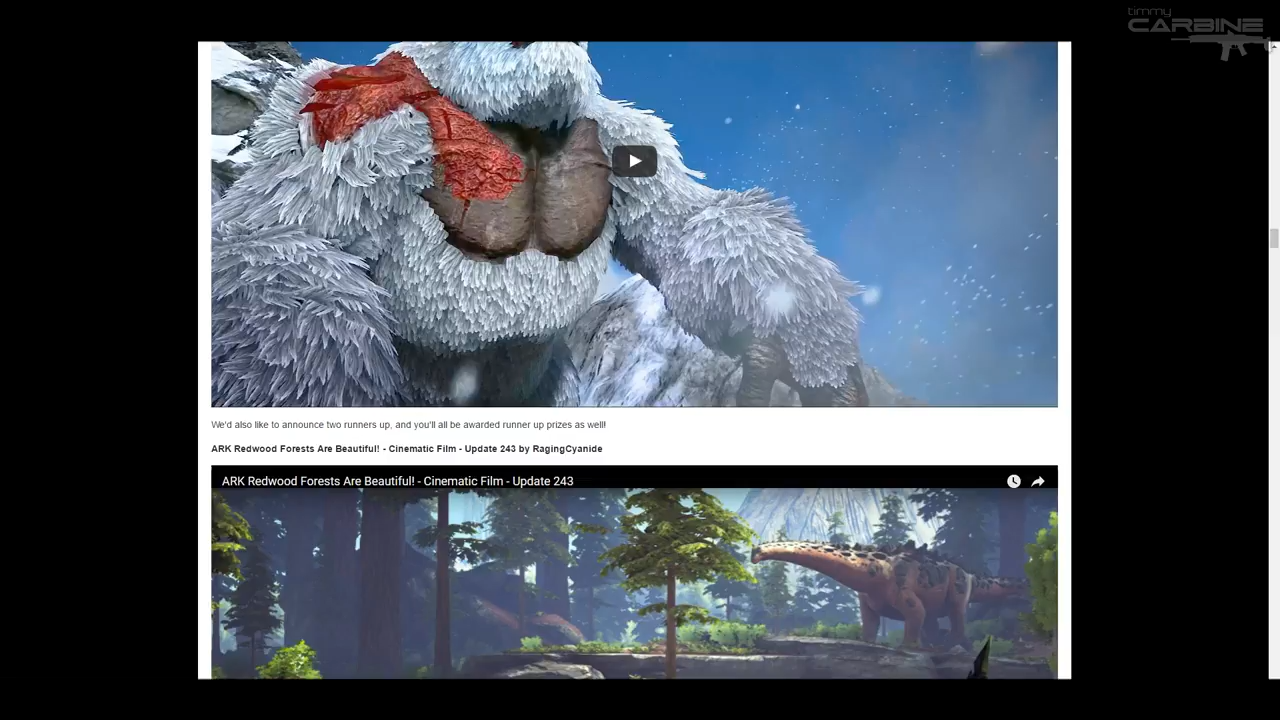 timmy
CARBINE
We'd also like to announce two runners up, and you'll all be awarded runner up prizes as well!
ARK Redwood Forests Are Beautiful! - Cinematic Film - Update 243 by RagingCyanide
ARK Redwood Forests Are Beautiful! - Cinematic Film - Update 243